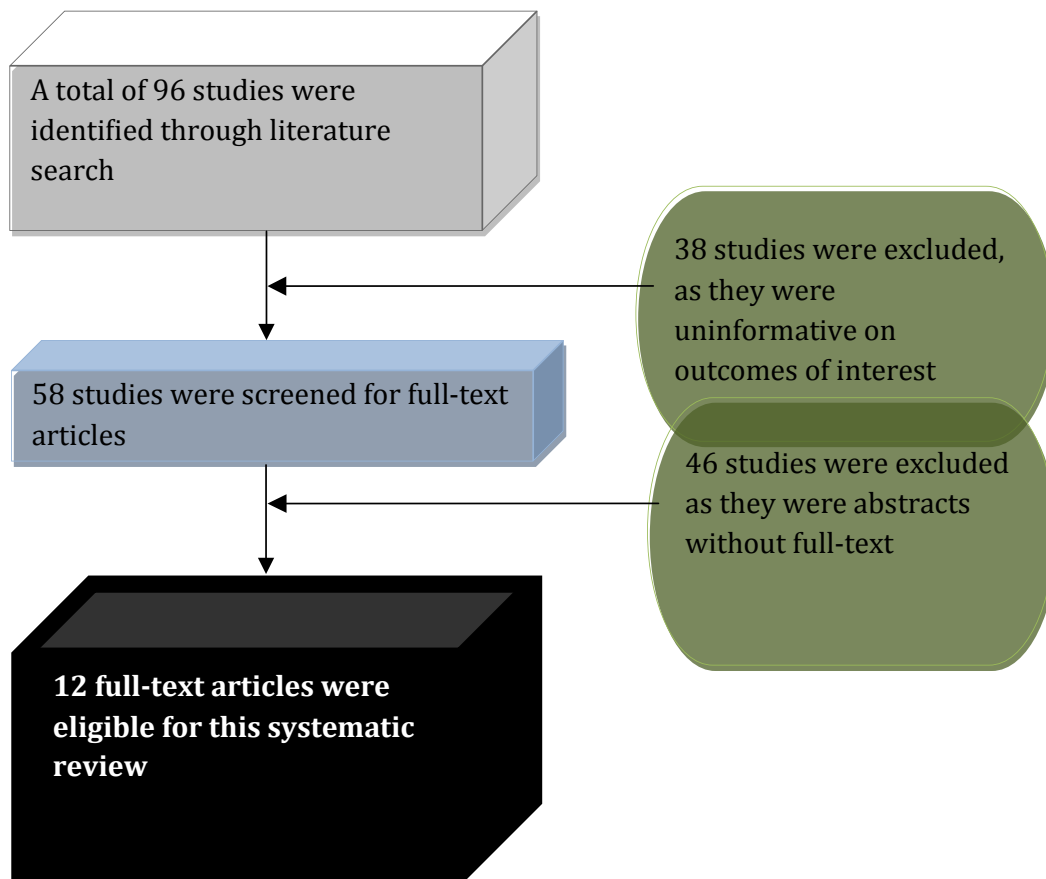 A total of 96 studies were
identified through literature
search
38 studies were excluded,
as they were
uninformative on
outcomes of interest
58 studies were screened for full-text
articles
46 studies were excluded
as they were abstracts
without full-text
12 full-text articles were
eligible for this systematic
review